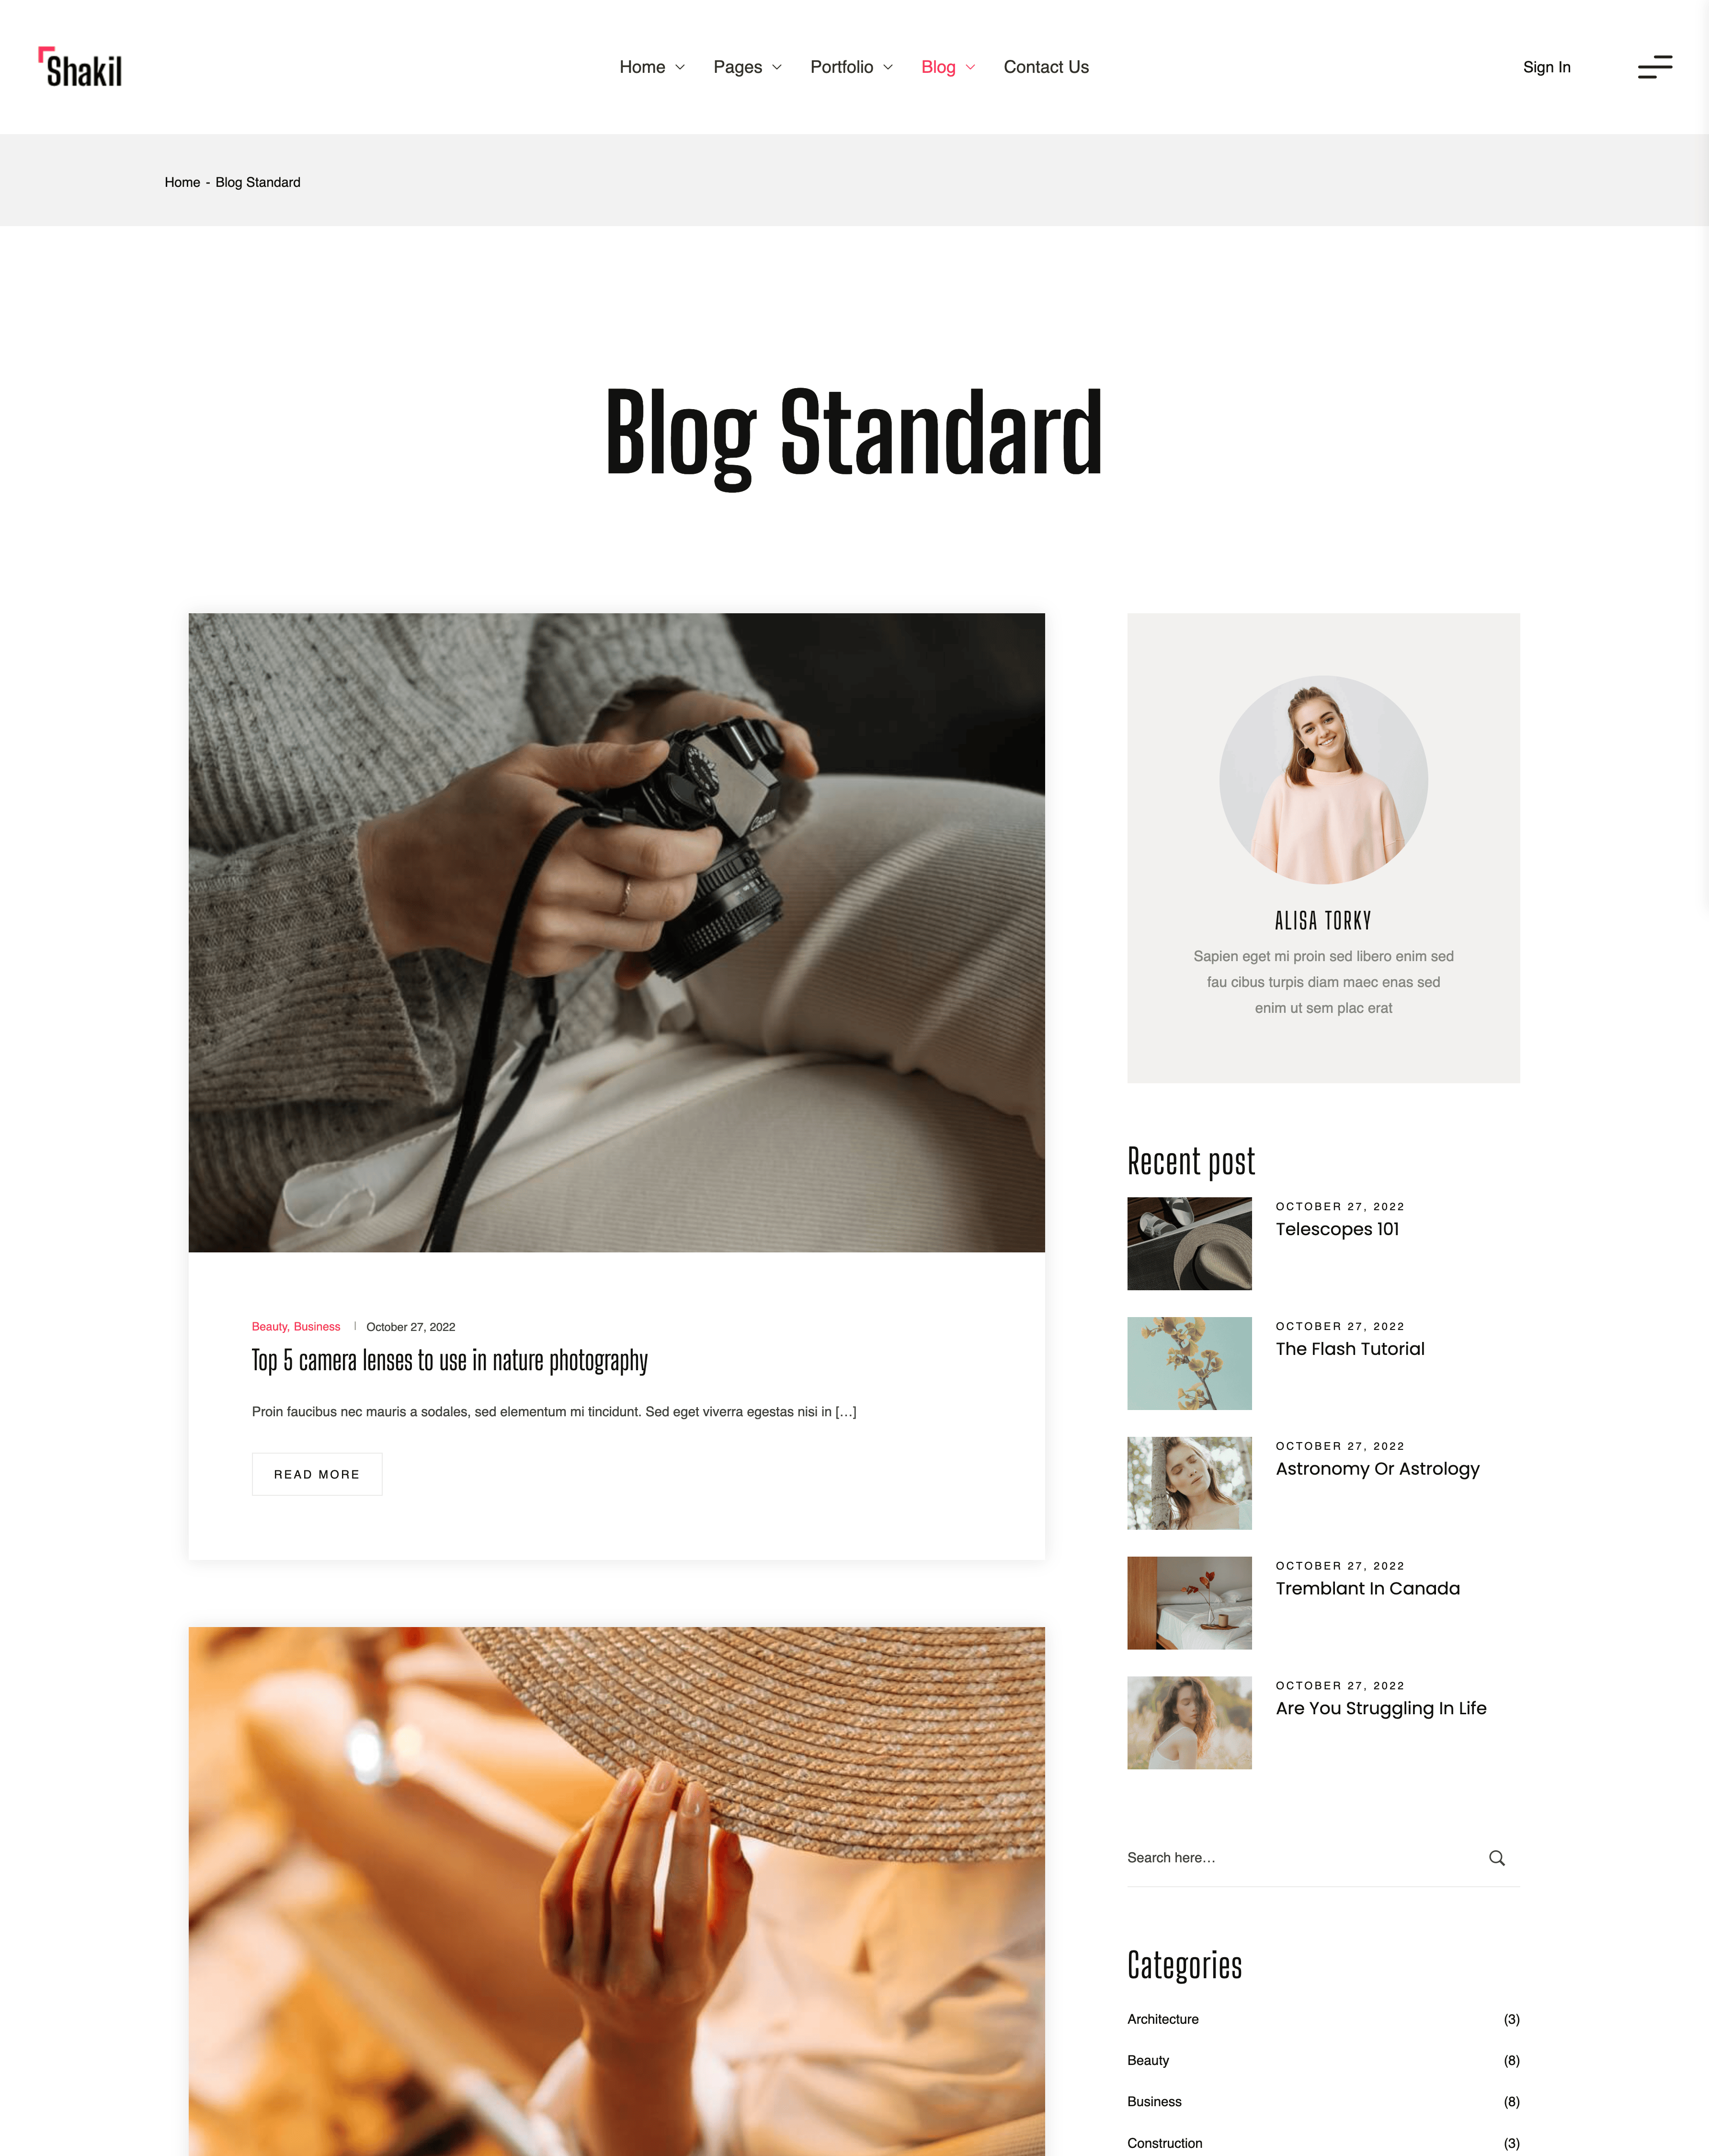 Shakil
Home
Pages
Portfolio
Blog
Contact Us
Sign In
Home - Blog Standard
Blog Standard
Canon
Beauty, Business | October 27, 2022
Top 5 camera lenses to use in nature photography
Proin faucibus nec mauris a sodales, sed elementum mi tincidunt. Sed eget viverra egestas nisi in […]
READ MORE
ALISA TORKY
Sapien eget mi proin sed libero enim sed
fau cibus turpis diam maec enas sed
enim ut sem plac erat
Recent post
OCTOBER 27, 2022
Telescopes 101
OCTOBER 27, 2022
The Flash Tutorial
OCTOBER 27, 2022
Astronomy Or Astrology
OCTOBER 27, 2022
Tremblant In Canada
OCTOBER 27, 2022
Are You Struggling In Life
Search here…
Categories
Architecture (3)
Beauty (8)
Business (8)
Construction (3)